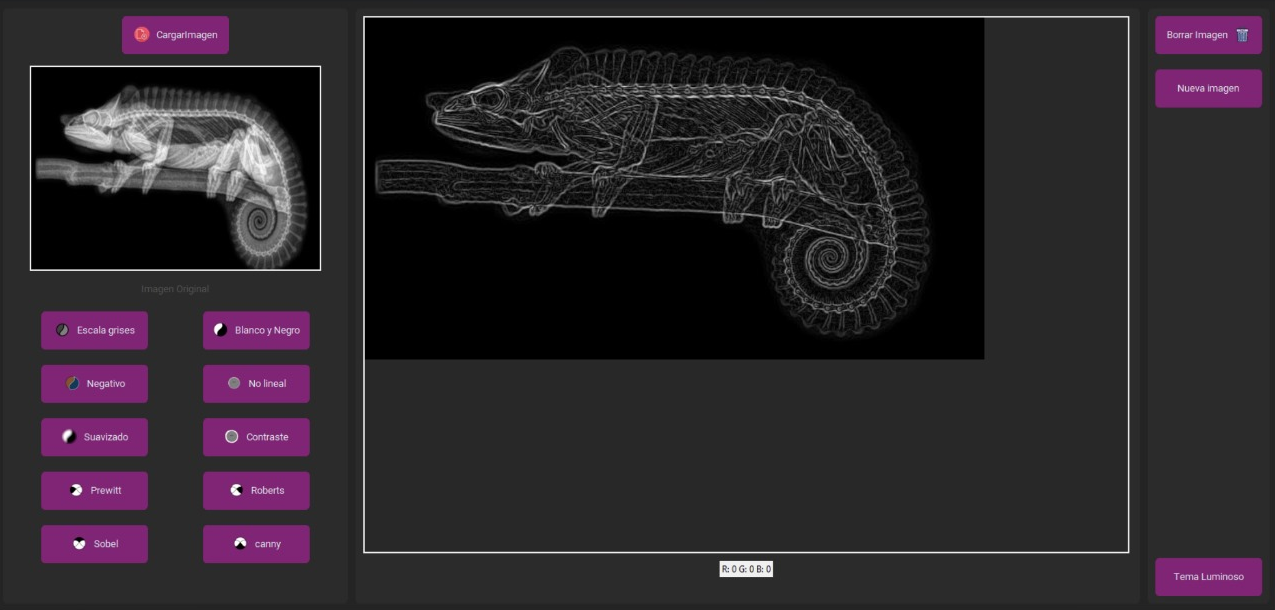 CargarImagen
Imagen Original
Escala grises
Blanco y Negro
Negativo
No lineal
Suavizado
Contraste
Prewitt
Roberts
Sobel
canny
R: 0 G: 0 B: 0
Borrar Imagen
Nueva imagen
Tema Luminoso